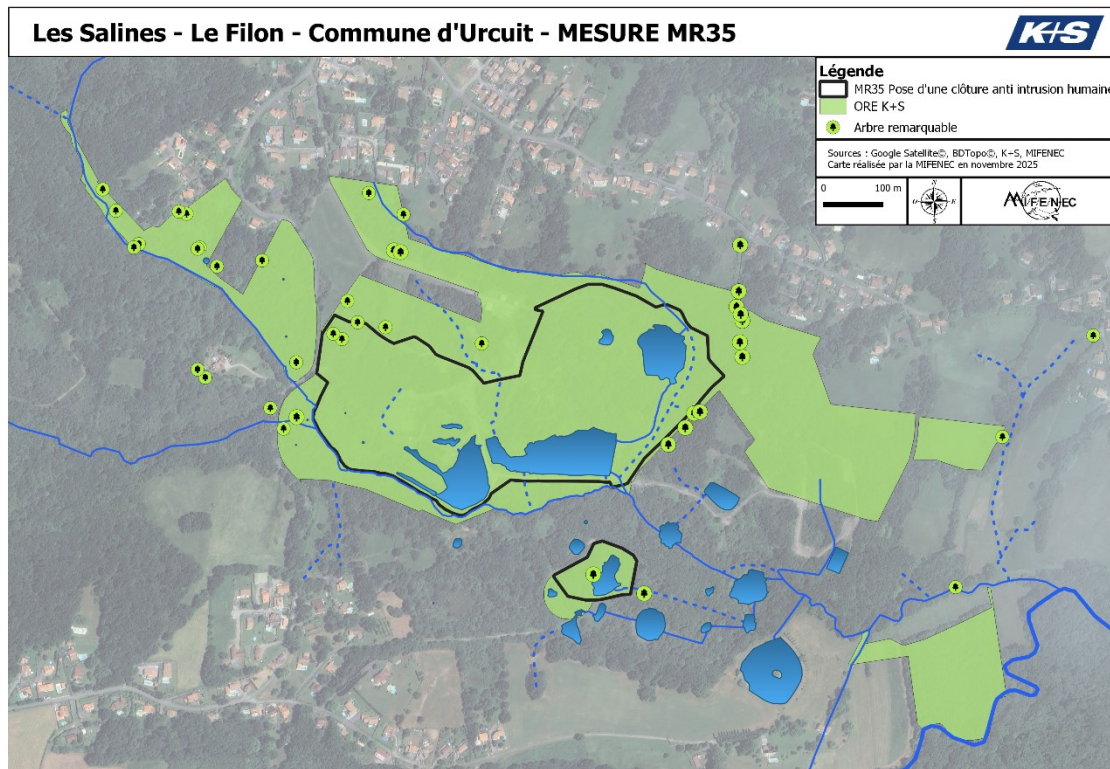 Les Salines - Le Filon - Commune d'Urcuit - MESURE MR35
K+S
Légende
MR35 Pose d'une clôture anti intrusion humaine
ORE K+S
Arbre remarquable
Sources : Google Satellite©, BDTopo©, K+S, MIFENEC
Carte réalisée par la MIFENEC en novembre 2025
0 100 m
N
O E
S
MIFENEC